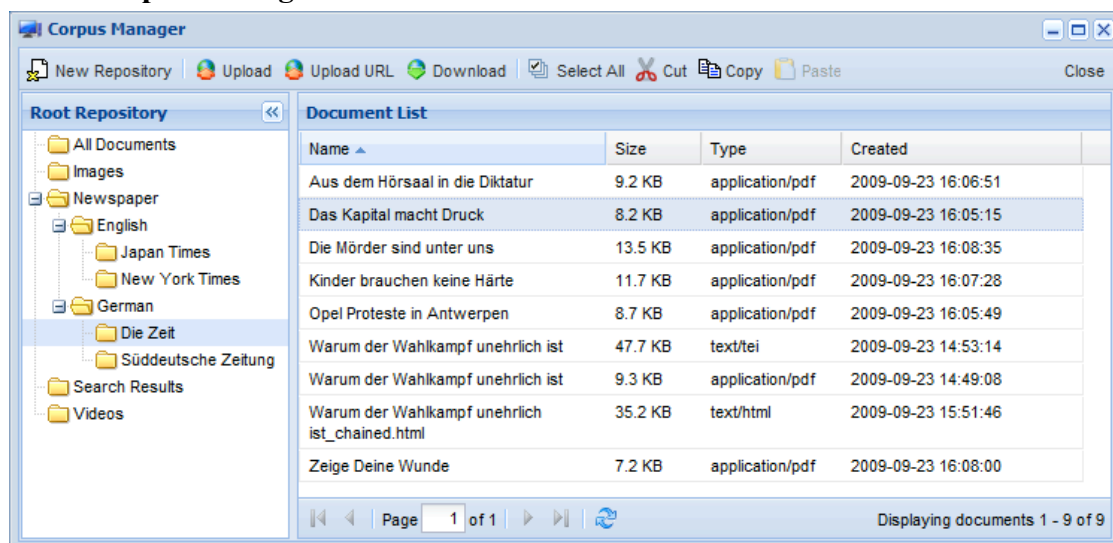 Corpus Manager
New Repository Upload Upload URL Download Select All Cut Copy Paste Close
Root Repository
All Documents
Images
Newspaper
English
Japan Times
New York Times
German
Die Zeit
Süddeutsche Zeitung
Search Results
Videos
Document List
Name Size Type Created
Aus dem Hörsaal in die Diktatur 9.2 KB application/pdf 2009-09-23 16:06:51
Das Kapital macht Druck 8.2 KB application/pdf 2009-09-23 16:05:15
Die Mörder sind unter uns 13.5 KB application/pdf 2009-09-23 16:08:35
Kinder brauchen keine Härte 11.7 KB application/pdf 2009-09-23 16:07:28
Opel Proteste in Antwerpen 8.7 KB application/pdf 2009-09-23 16:05:49
Warum der Wahlkampf unehrlich ist 47.7 KB text/tei 2009-09-23 14:53:14
Warum der Wahlkampf unehrlich ist 9.3 KB application/pdf 2009-09-23 14:49:08
Warum der Wahlkampf unehrlich 35.2 KB text/html 2009-09-23 15:51:46
ist_chained.html
Zeige Deine Wunde 7.2 KB application/pdf 2009-09-23 16:08:00
Page 1 of 1 Displaying documents 1 - 9 of 9